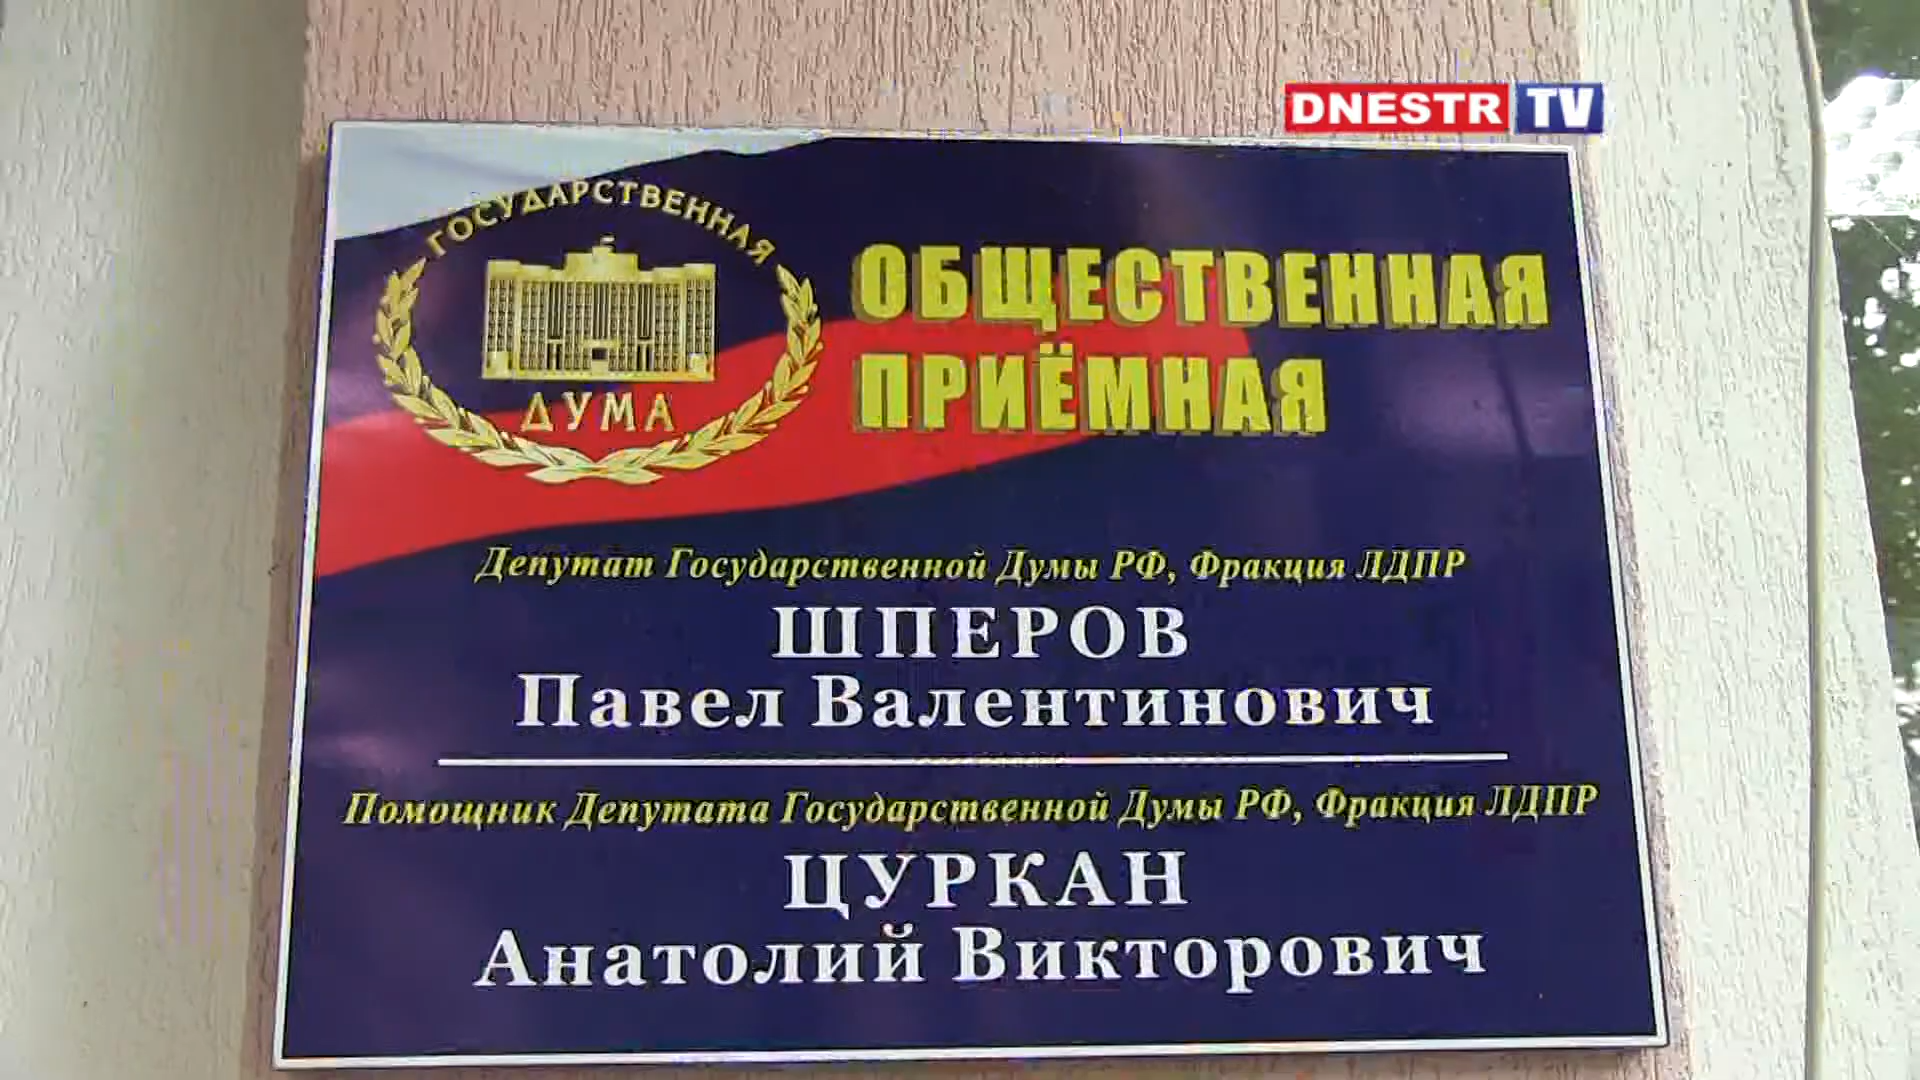 DNESTR TV
ГОСУДАРСТВЕННАЯ
ДУМА
ОБЩЕСТВЕННАЯ
ПРИЁМНАЯ
Депутат Государственной Думы РФ, Фракция ЛДПР
ШПЕРОВ
Павел Валентинович
Помощник Депутата Государственной Думы РФ, Фракция ЛДПР
ЦУРКАН
Анатолий Викторович